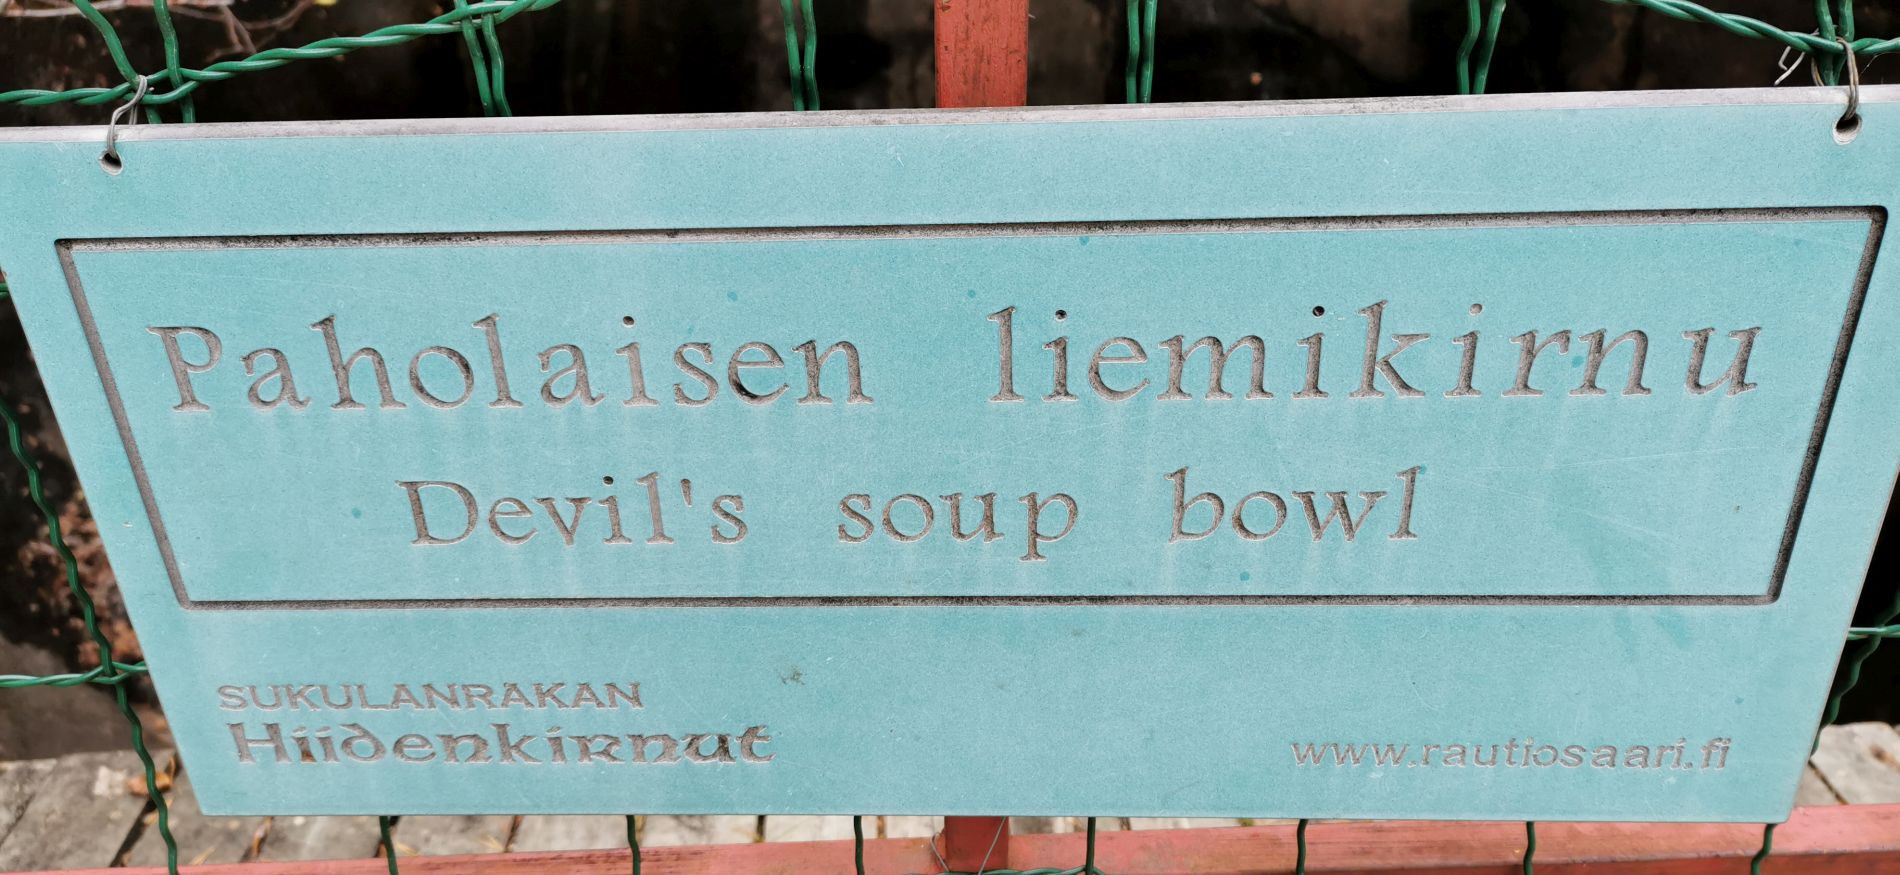 Paholaisen liemikirnu
Devil's soup bowl
SUKULANRAKAN
Hiidenkirnut
www.rautiosaari.fi